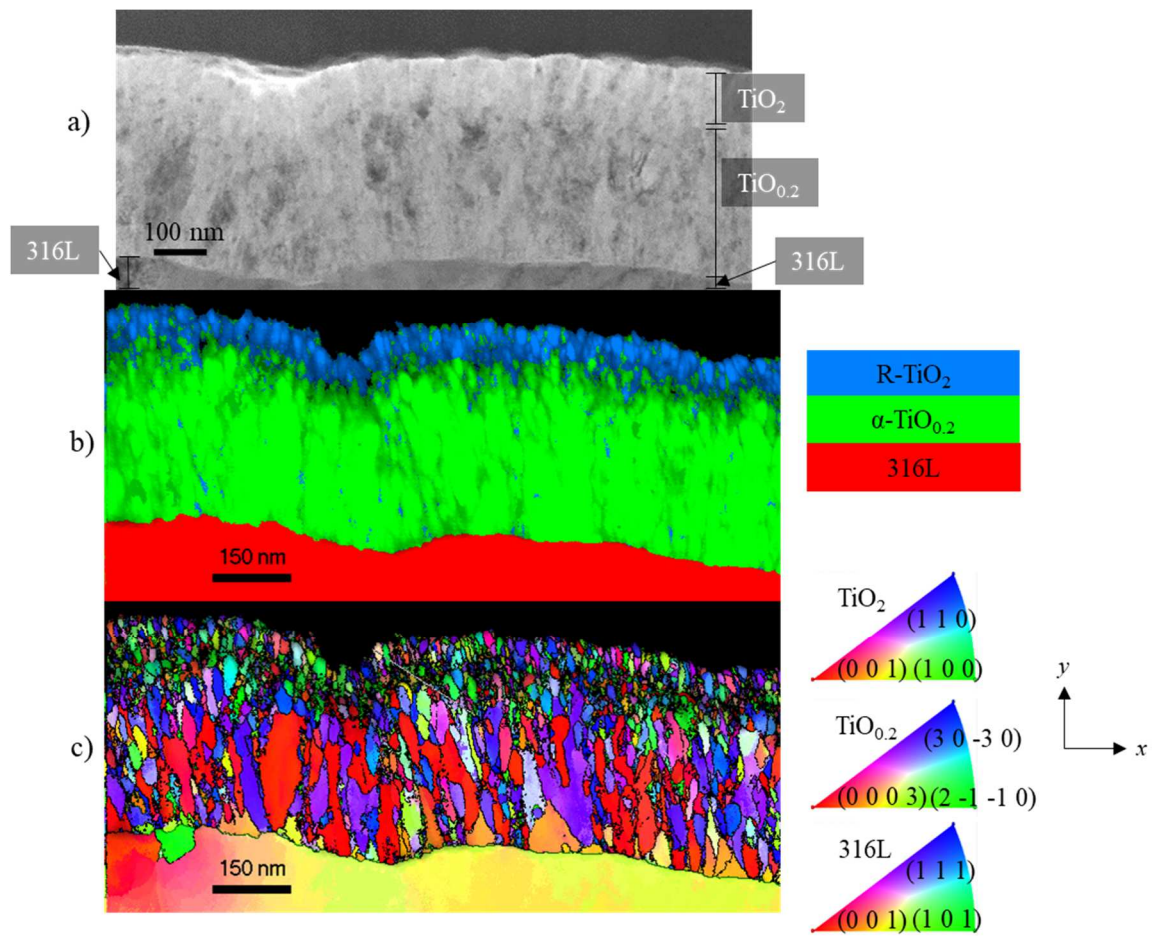 a)
TiO2
TiO0.2
100 nm
316L
316L
b)
150 nm
R-TiO2
α-TiO0.2
316L
c)
150 nm
TiO2
(1 1 0)
(0 0 1) (1 0 0)
TiO0.2
(3 0 -3 0)
(0 0 0 3) (2 -1 -1 0)
316L
(1 1 1)
(0 0 1) (1 0 1)
y
x